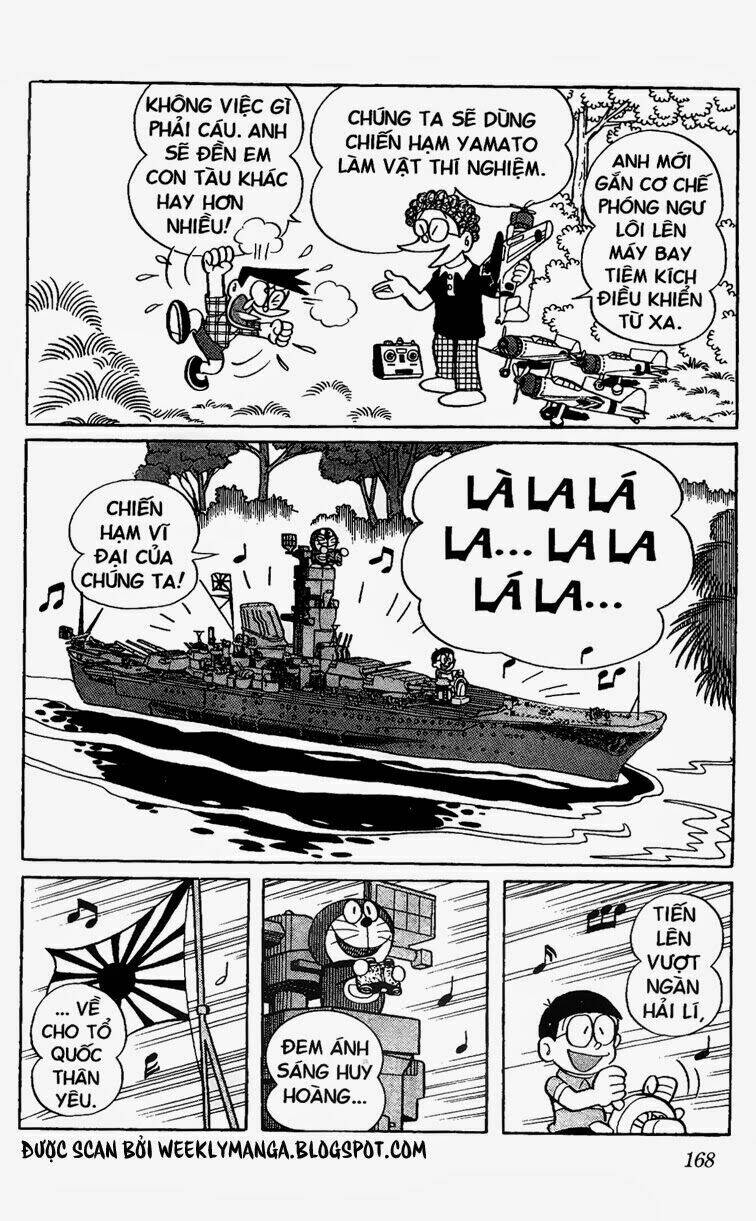 ANH MỚI
GẮN CƠ CHẾ
PHÓNG NGƯ
LÔI LÊN
MÁY BAY
TIÊM KÍCH
ĐIỀU KHIỂN
TỪ XA.
CHÚNG TA SẼ DÙNG
CHIẾN HẠM YAMATO
LÀM VẬT THÍ NGHIỆM.
KHÔNG VIỆC GÌ
PHẢI CÁU. ANH
SẼ ĐỀN EM
CON TÀU KHÁC
HAY HƠN
NHIỀU!
LÀ LA LÁ
LA... LA LA
LÁ LA...
CHIẾN
HẠM VĨ
ĐẠI CỦA
CHÚNG TA!
TIẾN
LÊN
VƯỢT
NGÀN
HẢI LÍ,
ĐEM ÁNH
SÁNG HUY
HOÀNG...
... VỀ
CHO TỔ
QUỐC
THÂN
YÊU.
ĐƯỢC SCAN BỞI WEEKLYMANGA.BLOGSPOT.COM
168